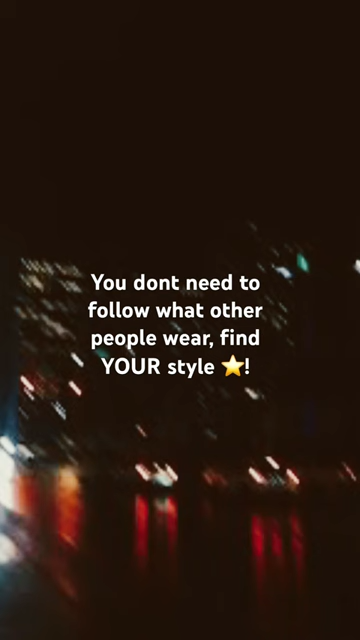 You dont need to
follow what other
people wear, find
YOUR style ⭐!